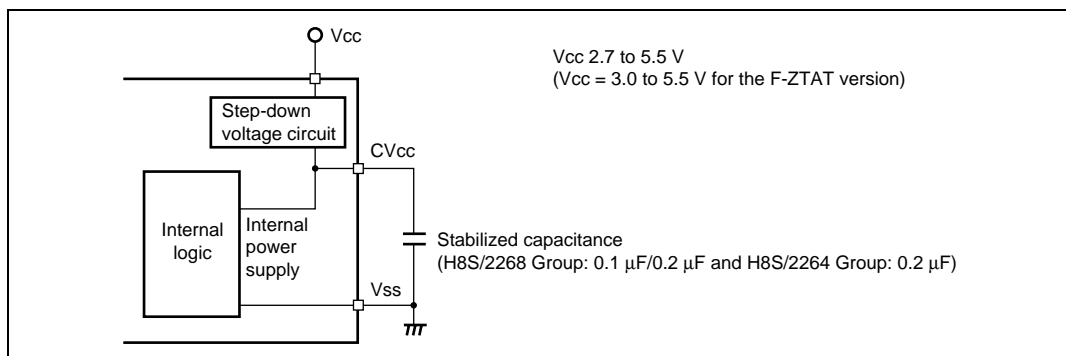 Vcc
Vcc 2.7 to 5.5 V
(Vcc = 3.0 to 5.5 V for the F-ZTAT version)
Step-down
voltage circuit
CVcc
Internal
logic
Internal
power
supply
Stabilized capacitance
(H8S/2268 Group: 0.1 μF/0.2 μF and H8S/2264 Group: 0.2 μF)
Vss